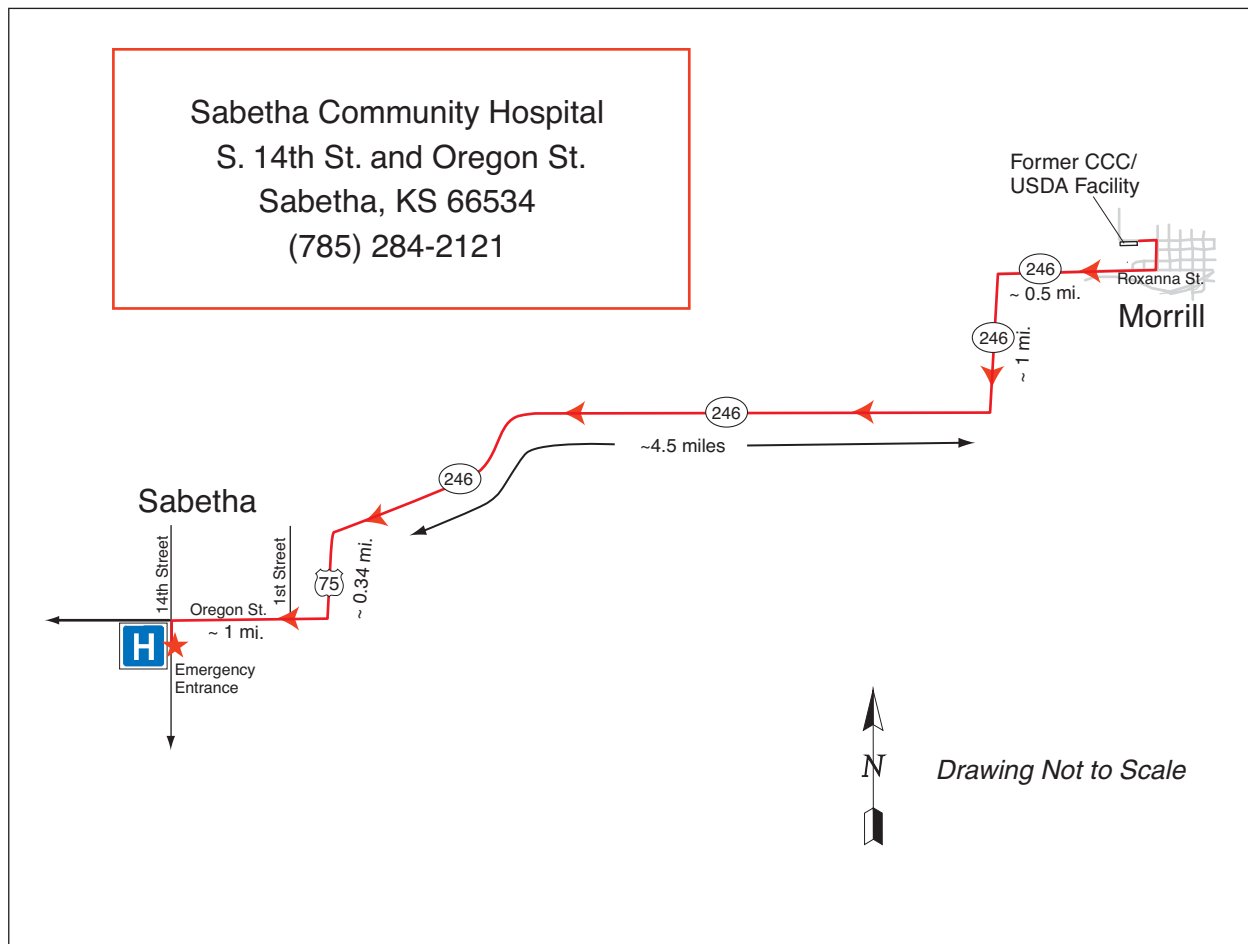 Sabetha Community Hospital
S. 14th St. and Oregon St.
Sabetha, KS 66534
(785) 284-2121
Former CCC/
USDA Facility
246
Roxanna St.
~ 0.5 mi.
Morrill
246
~ 1 mi.
246
~4.5 miles
246
Sabetha
14th Street
1st Street
75
~ 0.34 mi.
Oregon St.
~ 1 mi.
H
Emergency
Entrance
N
Drawing Not to Scale